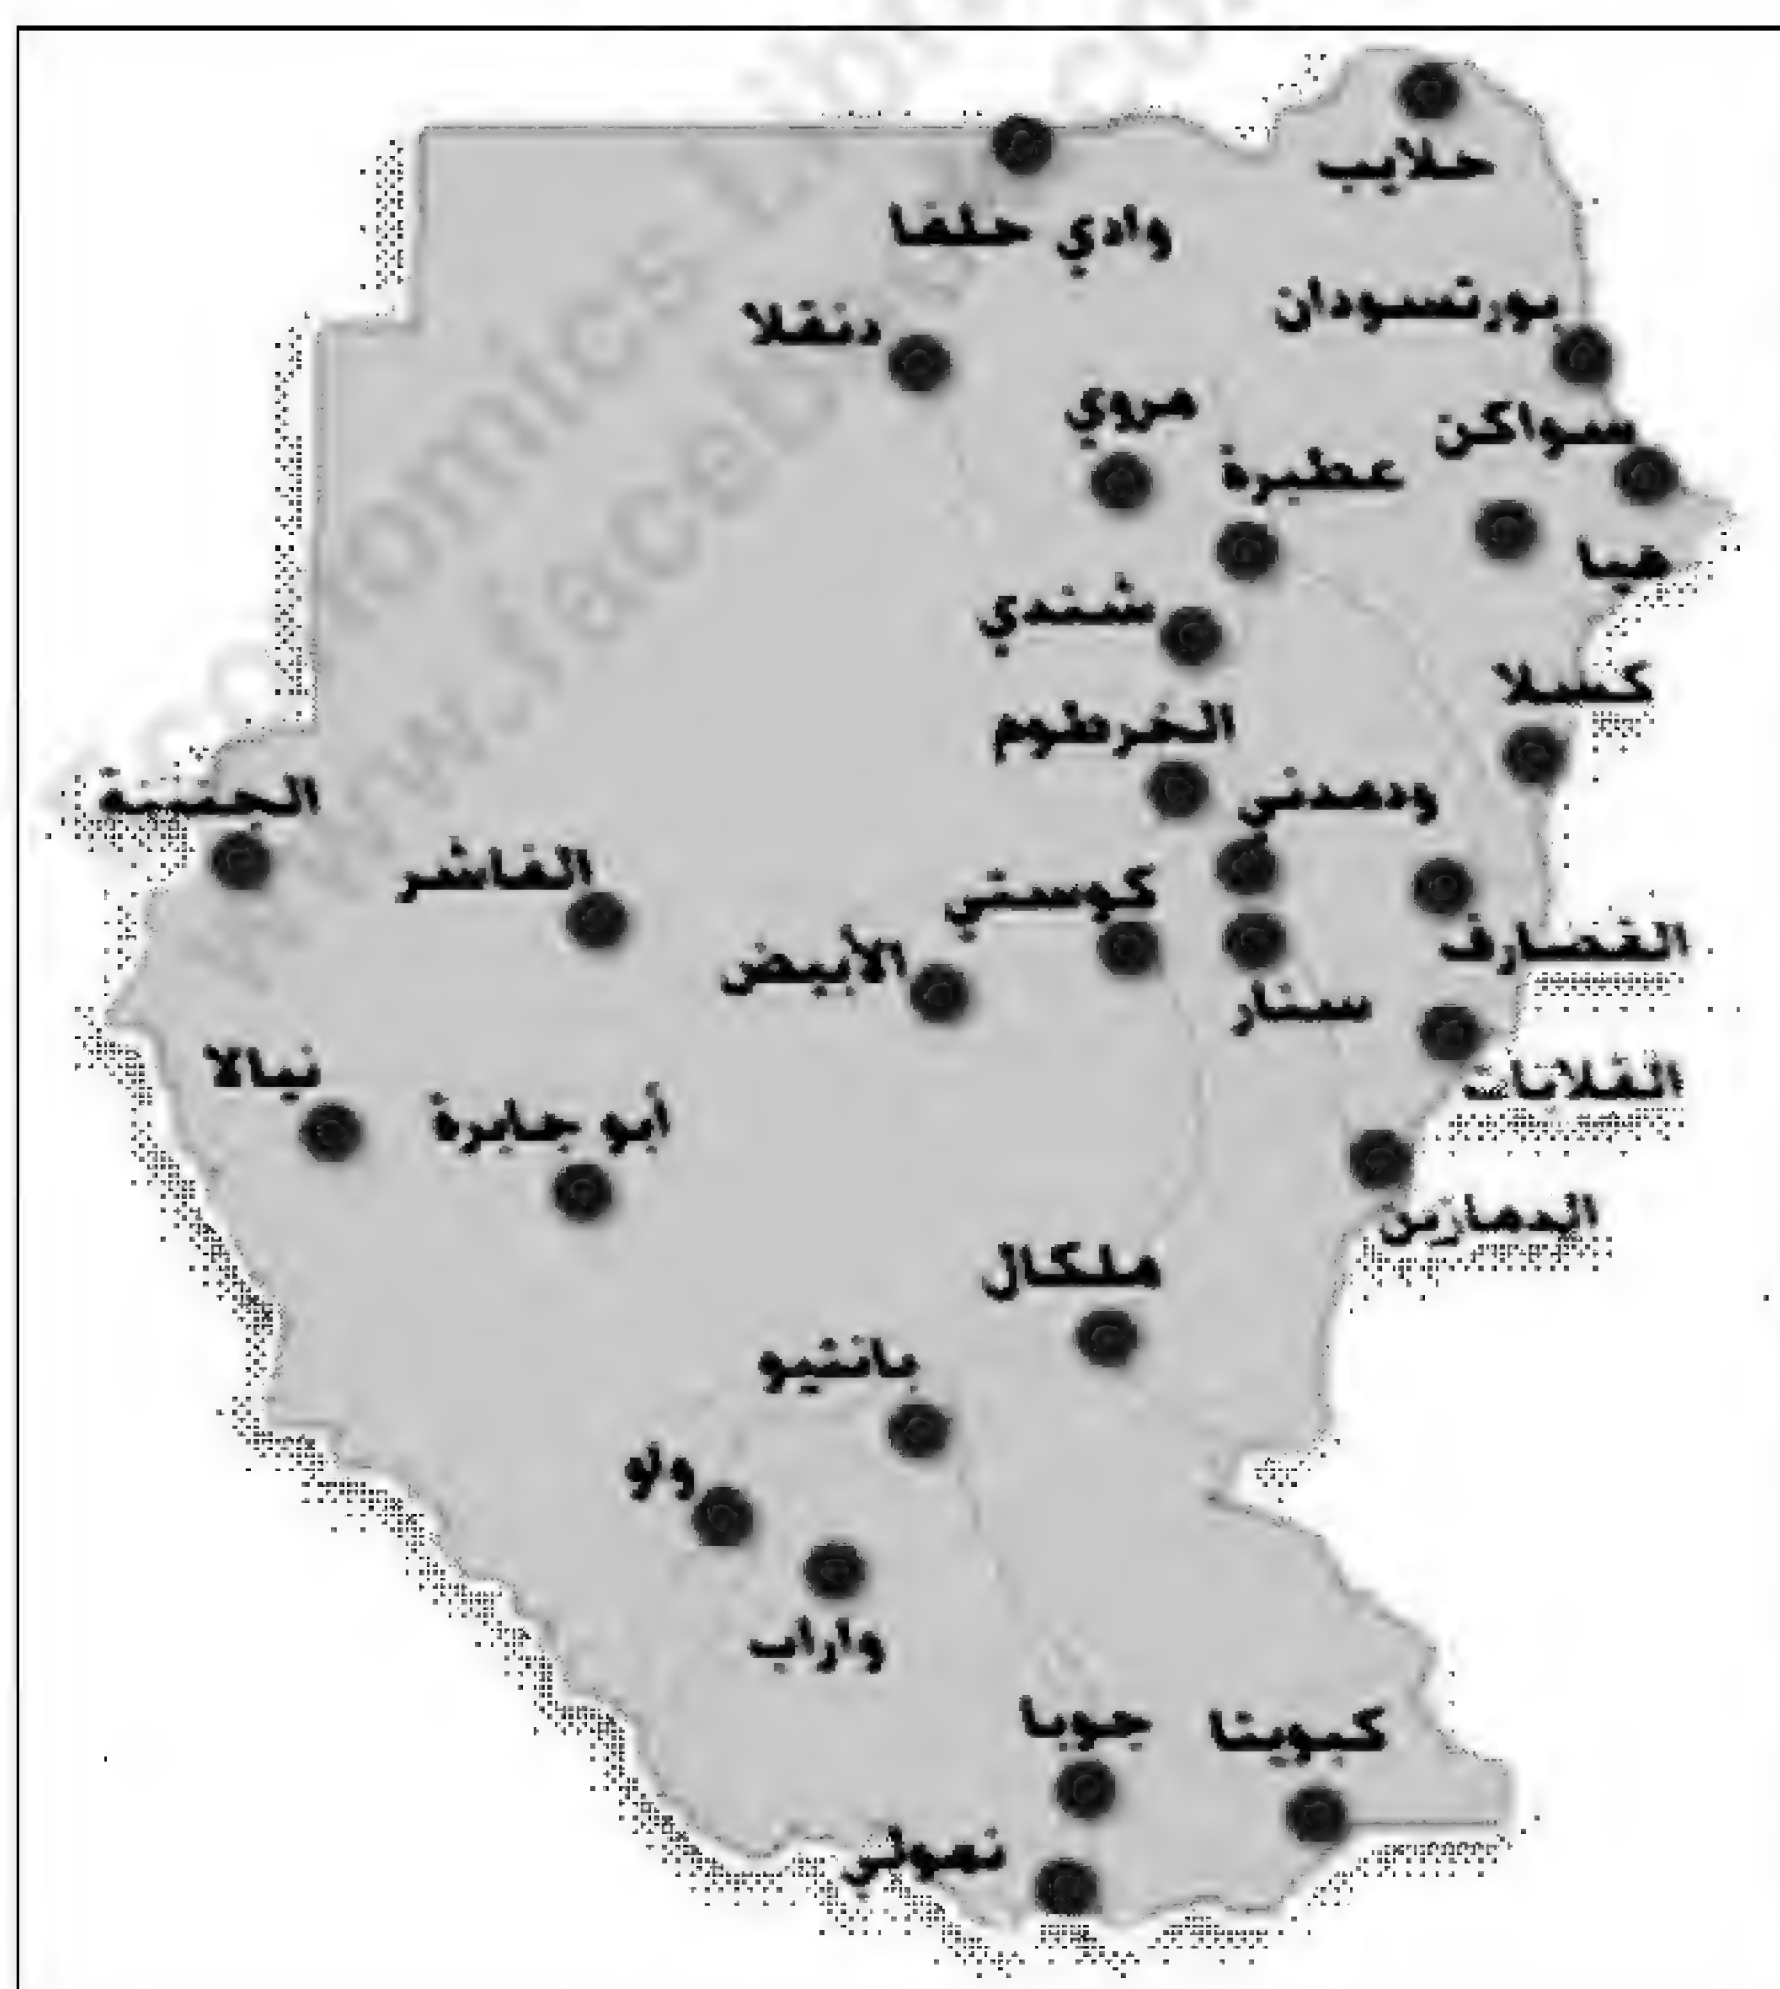 حلايب
وادي حلفا
بورتسودان
دنقلا
مروي
سواكن
عطبرة
هيا
شندي
كسلا
الخرطوم
ودمدني
الجنينة
الفاشر
كوستي
القضارف
الأبيض
سنار
نيالا
القلابات
أبو جابرة
الدمازين
ملكال
بانتيو
ولو
واراب
جوبا
كبويتا
نمولي